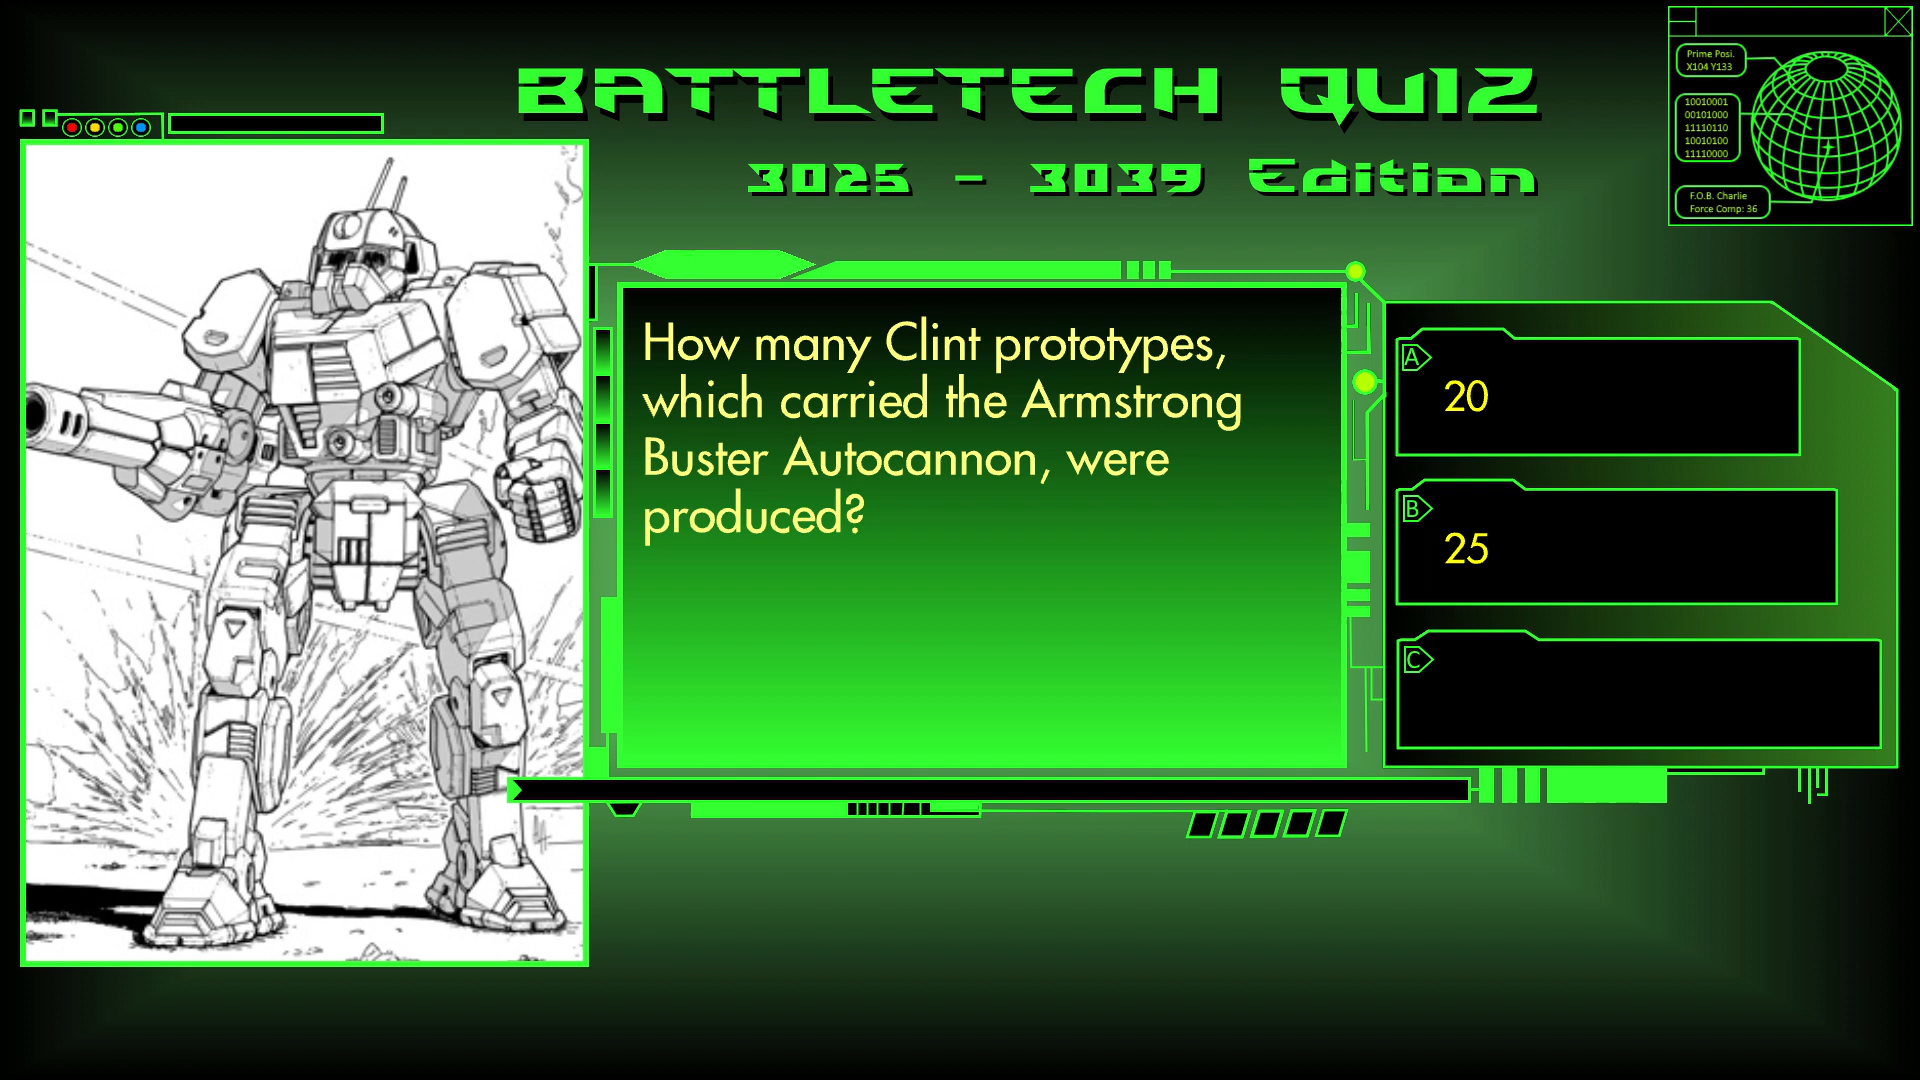 BATTLETECH QUIZ
3025 - 3039 Edition
Prime Posi.
X104 Y133
10010001
00101000
11110110
10010100
11110000
F.O.B. Charlie
Force Comp: 36
How many Clint prototypes,
which carried the Armstrong
Buster Autocannon, were
produced?
A
20
B
25
C